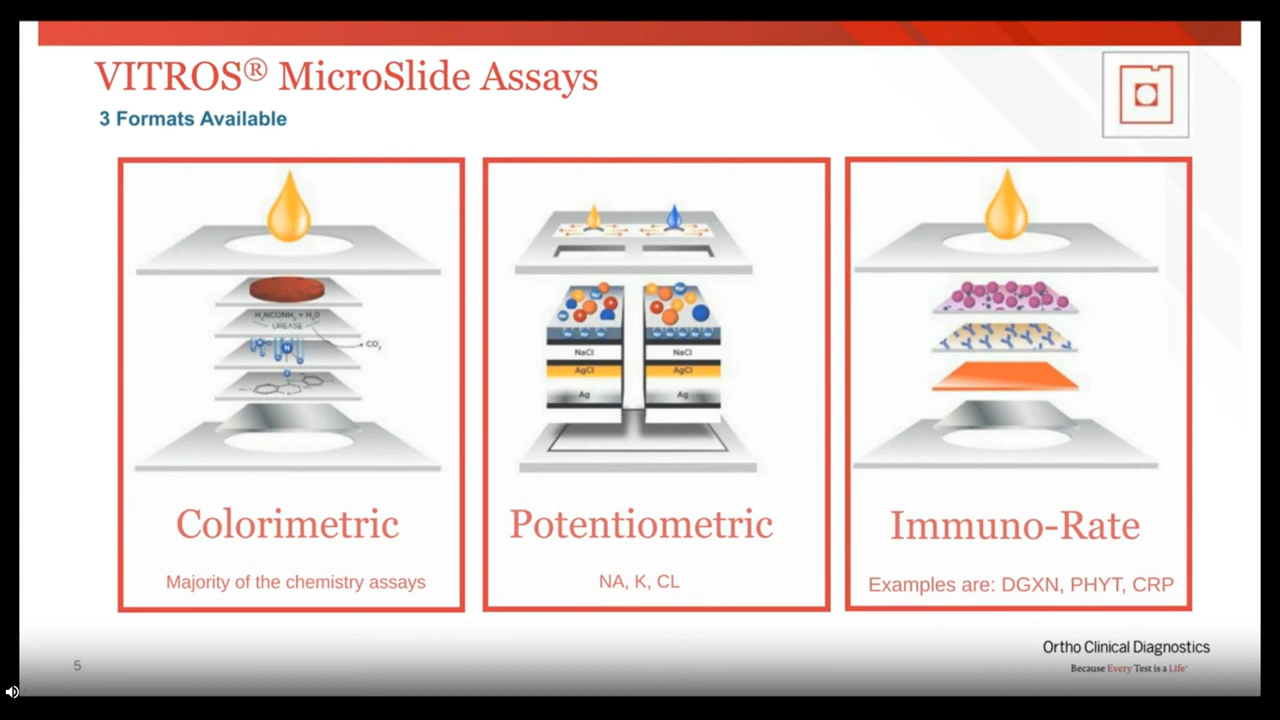 VITROS® MicroSlide Assays
3 Formats Available
H₂NCONH₂ + H₂O
UREASE
CO₂
N
NaCl
NaCl
AgCl
AgCl
Ag
Ag
Colorimetric
Majority of the chemistry assays
Potentiometric
NA, K, CL
Immuno-Rate
Examples are: DGXN, PHYT, CRP
5
Ortho Clinical Diagnostics
Because Every Test is a Life™